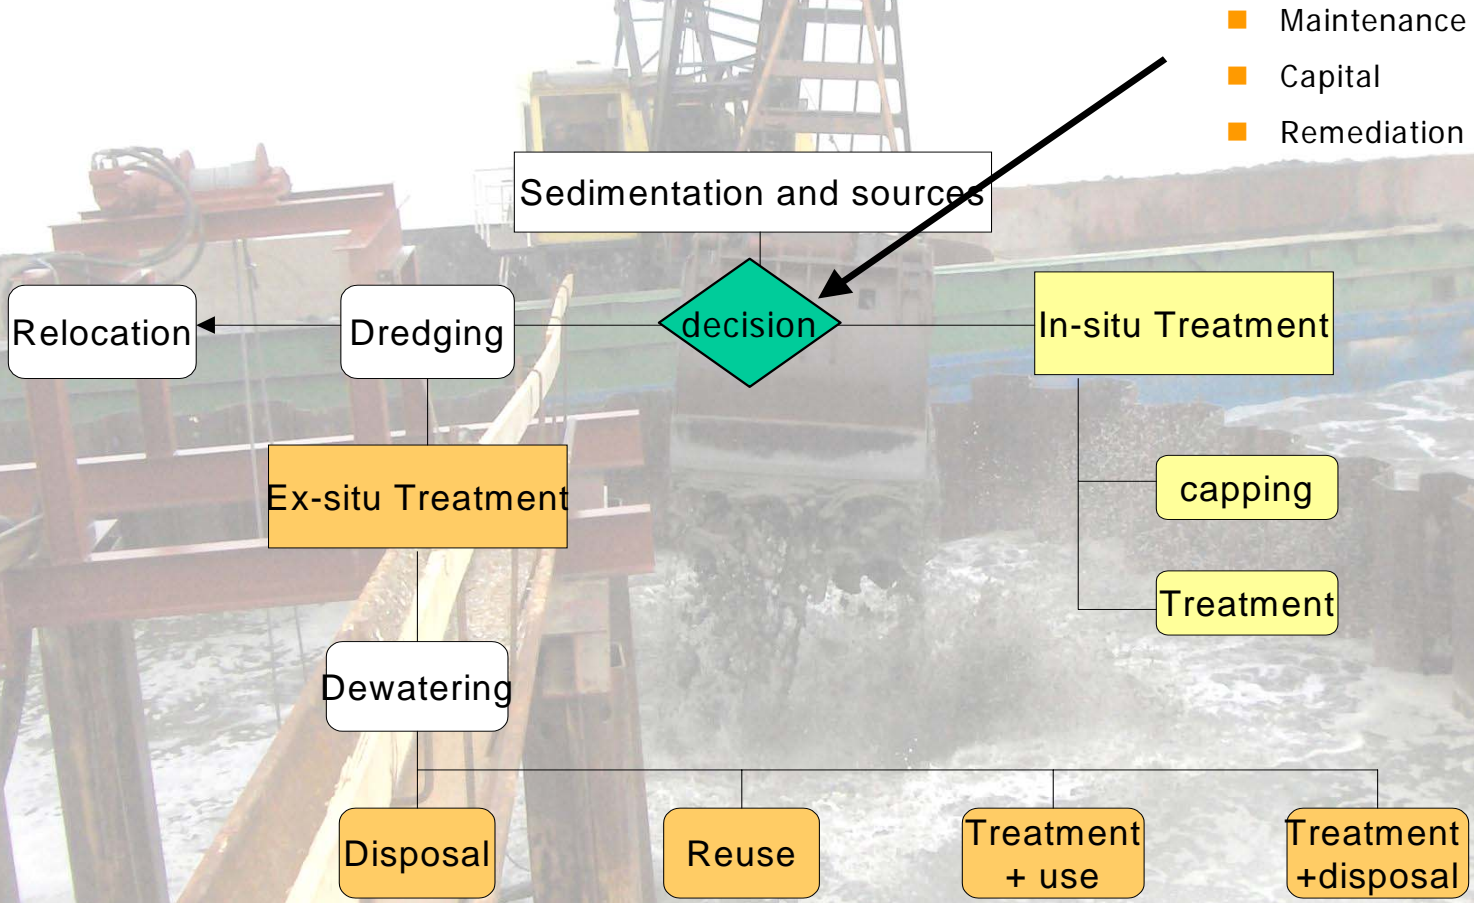 Maintenance
Capital
Remediation
Sedimentation and sources
Relocation
Dredging
decision
In-situ Treatment
Ex-situ Treatment
capping
Treatment
Dewatering
Disposal
Reuse
Treatment
+ use
Treatment
+disposal